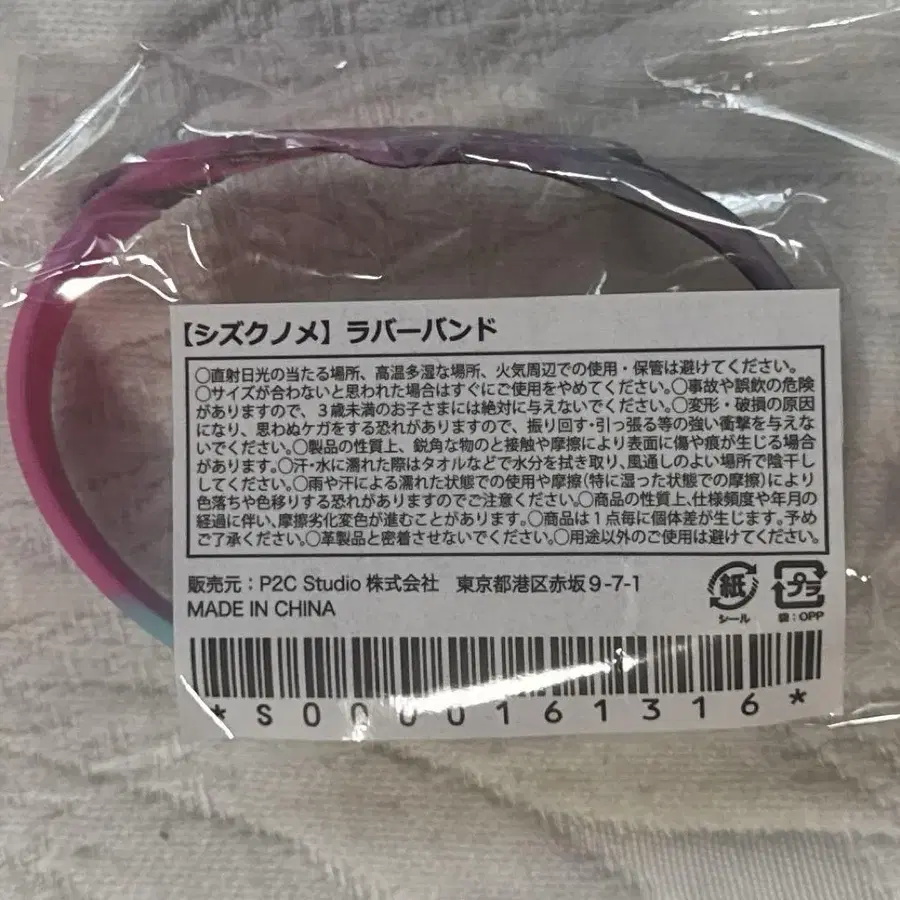 【シズクノメ】ラバーバンド
○直射日光の当たる場所、高温多湿な場所、火気周辺での使用・保管は避けてください。
○サイズが合わないと思われた場合はすぐにご使用をやめてください。○事故や誤飲の危険
がありますので、３歳未満のお子さまには絶対に与えないでください。○変形・破損の原因
になり、思わぬケガをする恐れがありますので、振り回す・引っ張る等の強い衝撃を与えな
いでください。○製品の性質上、鋭角な物のと接触や摩擦により表面に傷や痕が生じる場合
があります。○汗・水に濡れた際はタオルなどで水分を拭き取り、風通しのよい場所で陰干し
してください。○雨や汗による濡れた状態での使用や摩擦（特に湿った状態での摩擦）により
色落ちや色移りする恐れがありますのでご注意ください。○商品の性質上、仕様頻度や年月の
経過に伴い、摩擦劣化変色が進むことがあります。○商品は１点毎に個体差が生じます。予め
ご了承ください。○革製品と密着させないでください。○用途以外のご使用は避けてください。
販売元：P2C Studio 株式会社 東京都港区赤坂９-７-１
MADE IN CHINA
紙
シール
プラ
袋：OPP
*S0000161316*